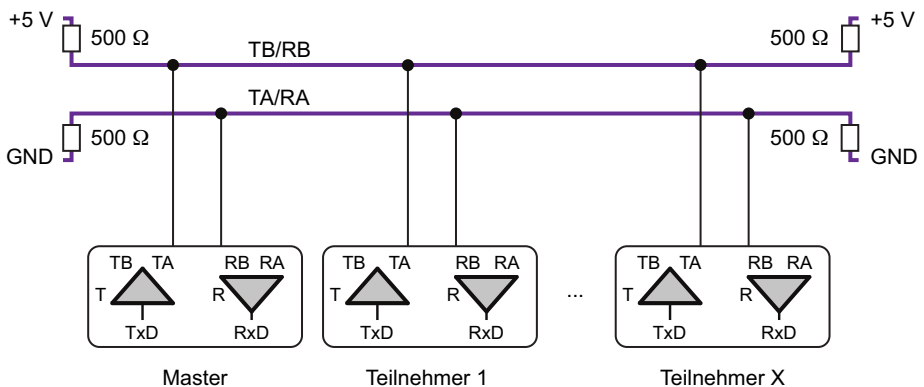 +5 V +5 V
500 Ω 500 Ω
TB/RB
TA/RA
500 Ω 500 Ω
GND GND
TB TA RB RA TB TA RB RA TB TA RB RA
T R T R ... T R
TxD RxD TxD RxD TxD RxD
Master Teilnehmer 1 Teilnehmer X